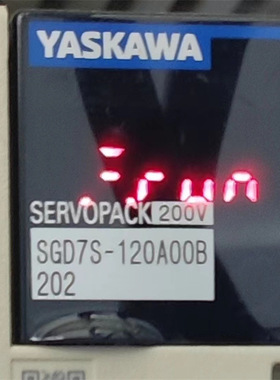 YASKAWA
run
SERVOPACK 200V
SGD7S-120A00B
202